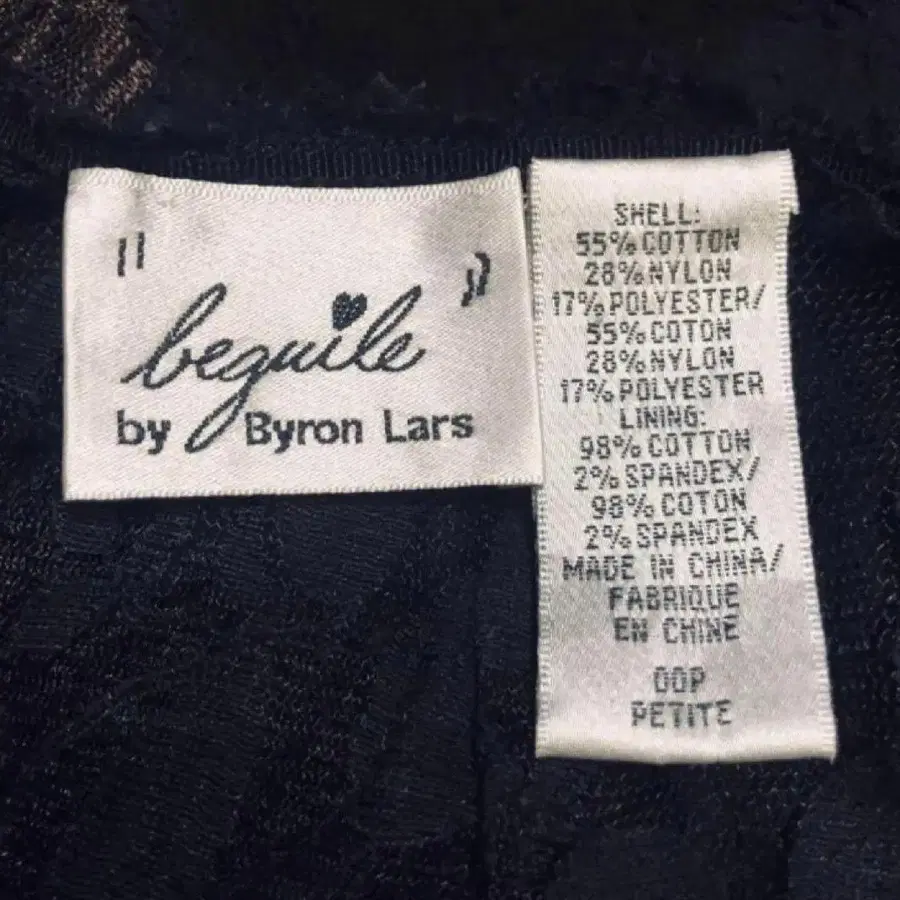 "beguile"
by Byron Lars
SHELL:
55% COTTON
28% NYLON
17% POLYESTER/
55% COTON
28% NYLON
17% POLYESTER
LINING:
98% COTTON
2% SPANDEX/
98% COTON
2% SPANDEX
MADE IN CHINA/
FABRIQUE
EN CHINE
00P
PETITE